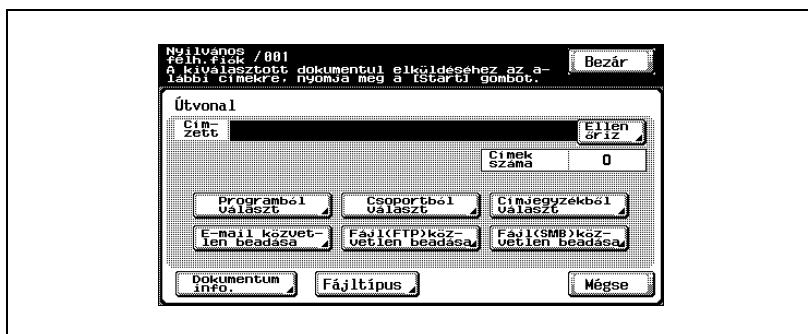 Nyilvános
felh.fiók /001
A kiválasztott dokumentul elküldéséhez az a-
lábbi címekre, nyomja meg a [Start] gombot.
Bezár
Útvonal
Cím-
zett
Ellen
őriz
Címek
száma
0
Programból
választ
Csoportból
választ
Címjegyzékből
választ
E-mail közvet-
len beadása
Fájl(FTP)köz-
vetlen beadása
Fájl(SMB)köz-
vetlen beadása
Dokumentum
info.
Fájltípus
Mégse